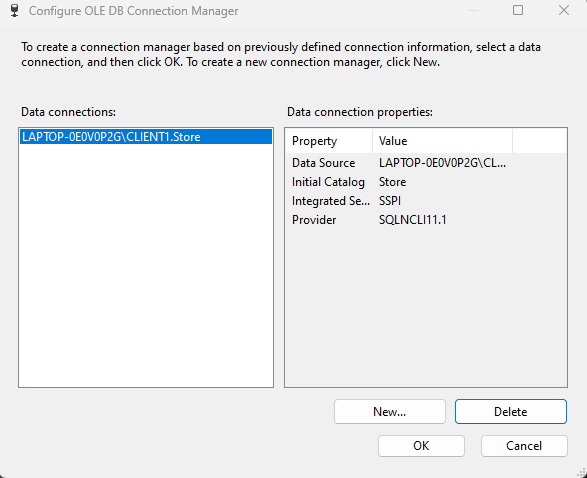 Configure OLE DB Connection Manager
To create a connection manager based on previously defined connection information, select a data
connection, and then click OK. To create a new connection manager, click New.
Data connections:
Data connection properties:
LAPTOP-0E0V0P2G\CLIENT1.Store
Property Value
Data Source LAPTOP-0E0V0P2G\CL...
Initial Catalog Store
Integrated Se... SSPI
Provider SQLNCLI11.1
New... Delete
OK Cancel